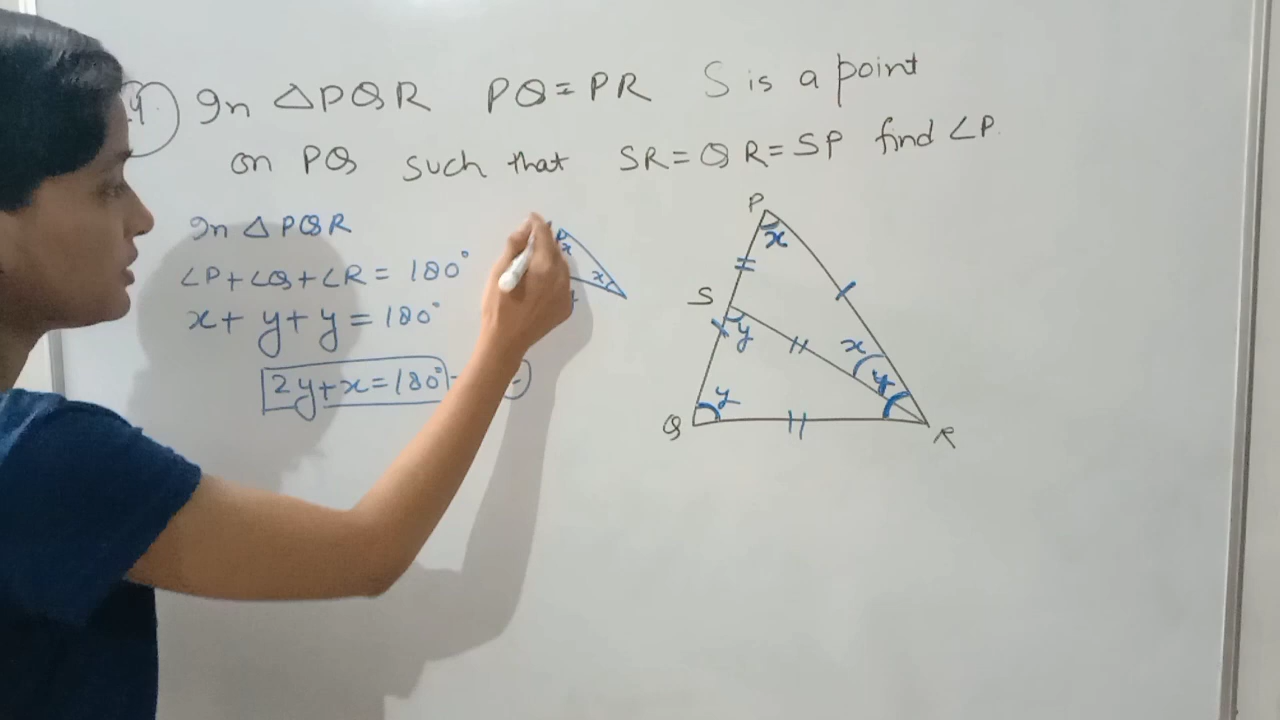 In △PQR PQ=PR S is a point
on PQ such that SR=QR=SP find ∠P.
In △PQR
∠P+∠Q+∠R=180°
x+y+y=180°
2y+x=180°
P
x
S
y
x
y
y
Q
R
x
x